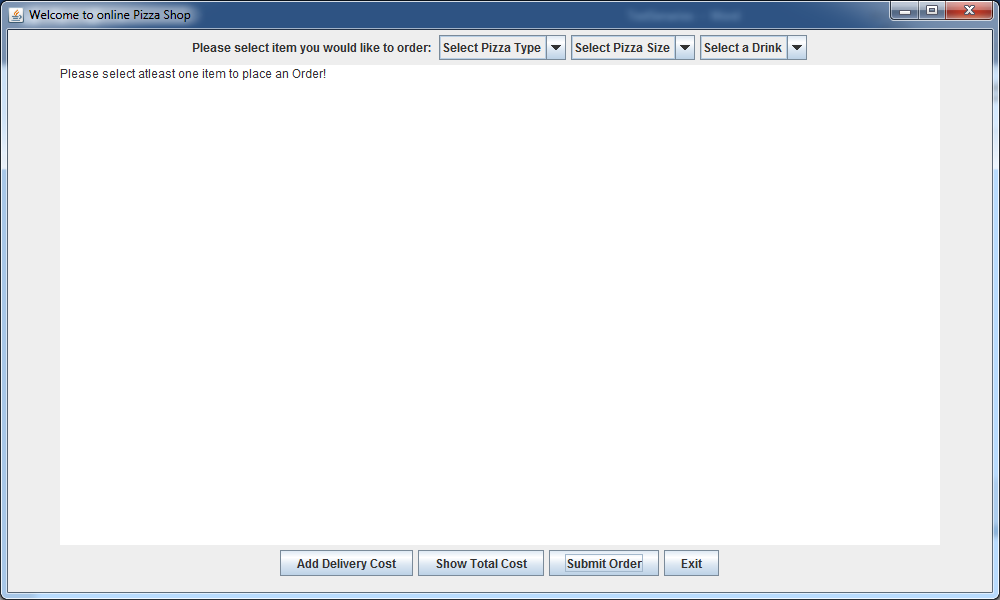 Welcome to online Pizza Shop
Please select item you would like to order: Select Pizza Type Select Pizza Size Select a Drink
Please select atleast one item to place an Order!
Add Delivery Cost Show Total Cost Submit Order Exit